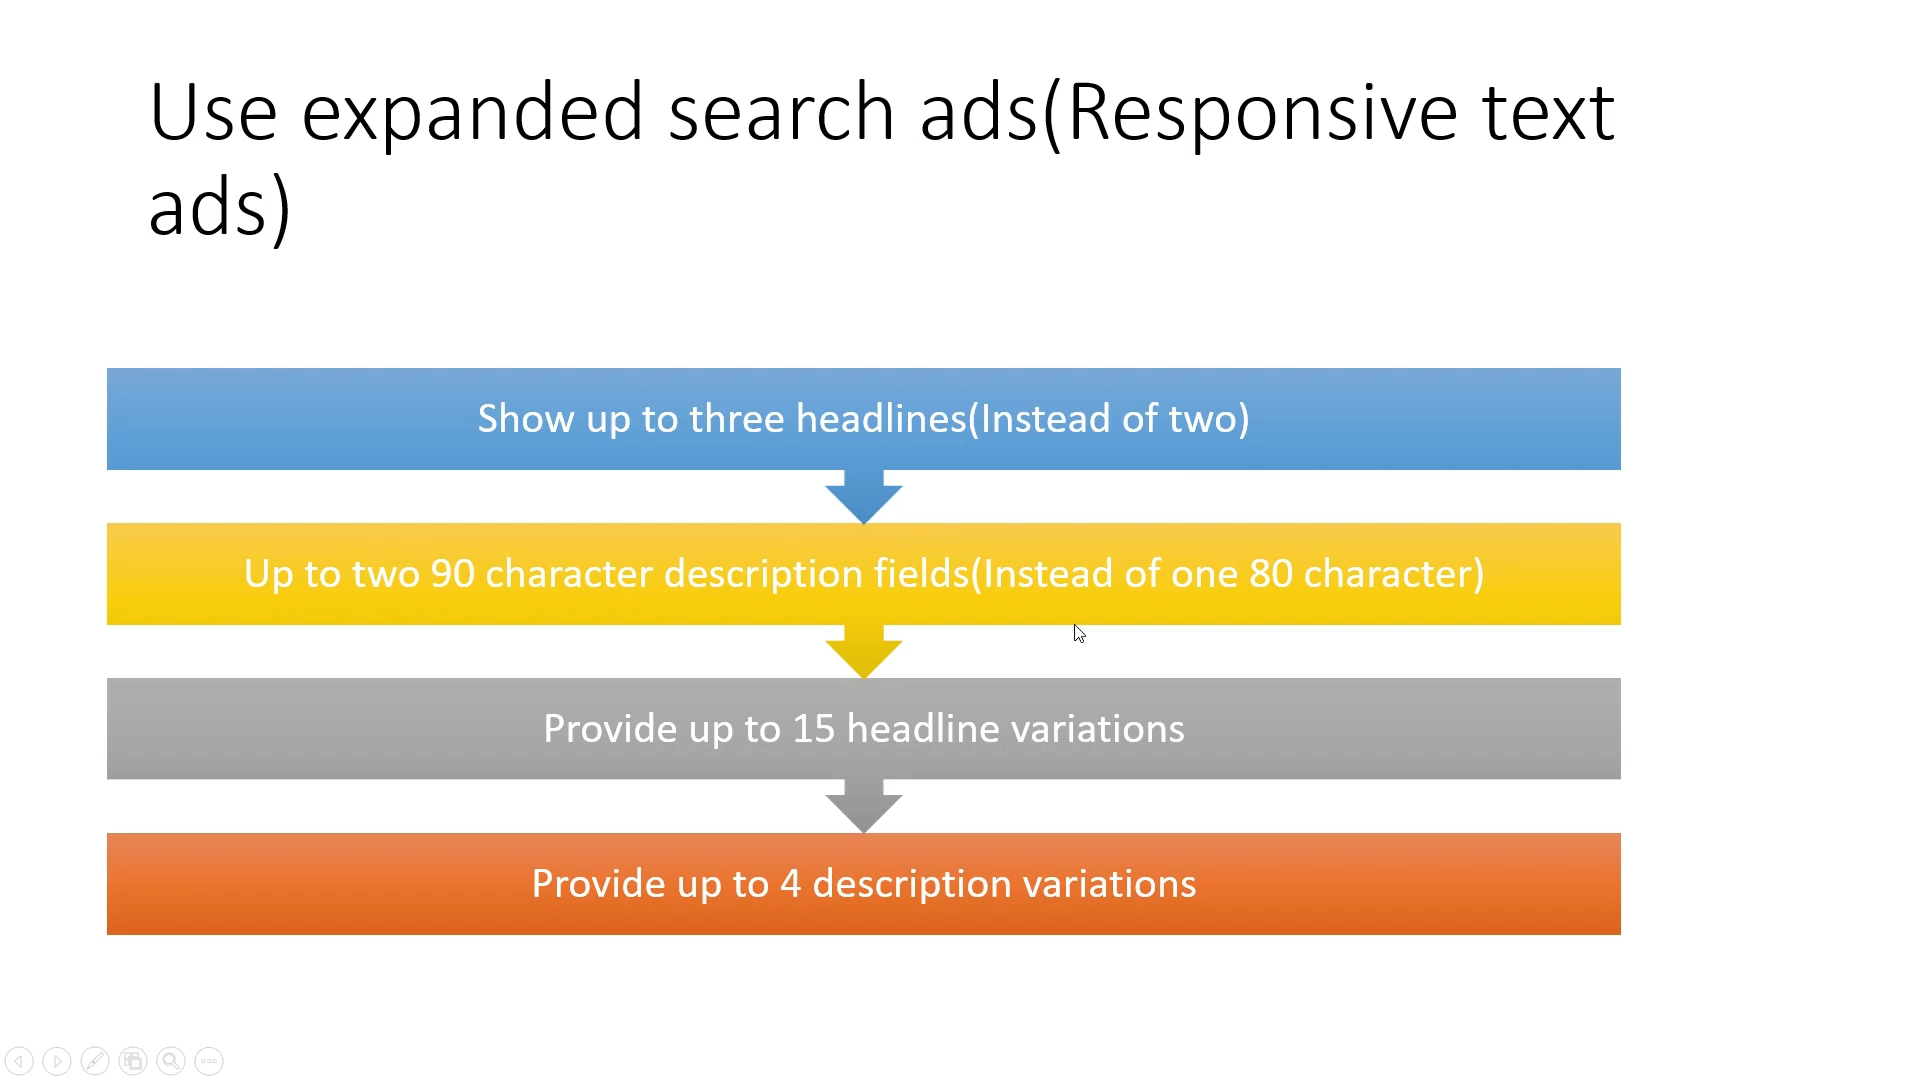 Use expanded search ads(Responsive text
ads)
Show up to three headlines(Instead of two)
Up to two 90 character description fields(Instead of one 80 character)
Provide up to 15 headline variations
Provide up to 4 description variations